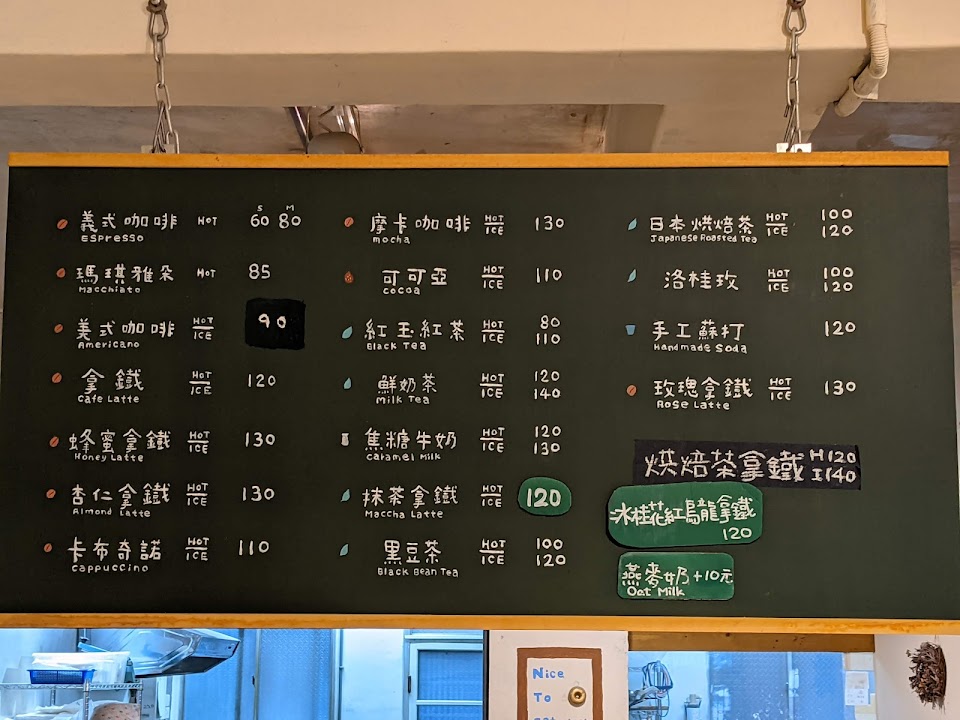 S M
義式咖啡 HOT 60 80
Espresso
瑪琪雅朵 HOT 85
Macchiato
美式咖啡 HOT ICE 90
Americano
拿鐵 HOT ICE 120
Cafe Latte
蜂蜜拿鐵 HOT ICE 130
Honey Latte
杏仁拿鐵 HOT ICE 130
Almond Latte
卡布奇諾 HOT ICE 110
Cappuccino
摩卡咖啡 HOT ICE 130
mocha
可可亞 HOT ICE 110
cocoa
紅玉紅茶 HOT 80
Black Tea ICE 110
鮮奶茶 HOT 120
Milk Tea ICE 140
焦糖牛奶 HOT 120
Caramel Milk ICE 130
抹茶拿鐵 HOT ICE 120
Maccha Latte
黑豆茶 HOT 100
Black Bean Tea ICE 120
日本烘焙茶 HOT 100
Japanese Roasted Tea ICE 120
洛桂玫 HOT 100
ICE 120
手工蘇打 120
Handmade Soda
玫瑰拿鐵 HOT ICE 130
Rose Latte
烘焙茶拿鐵 H120
I140
冰桂花紅烏龍拿鐵
120
燕麥奶+10元
Oat Milk
Nice
To